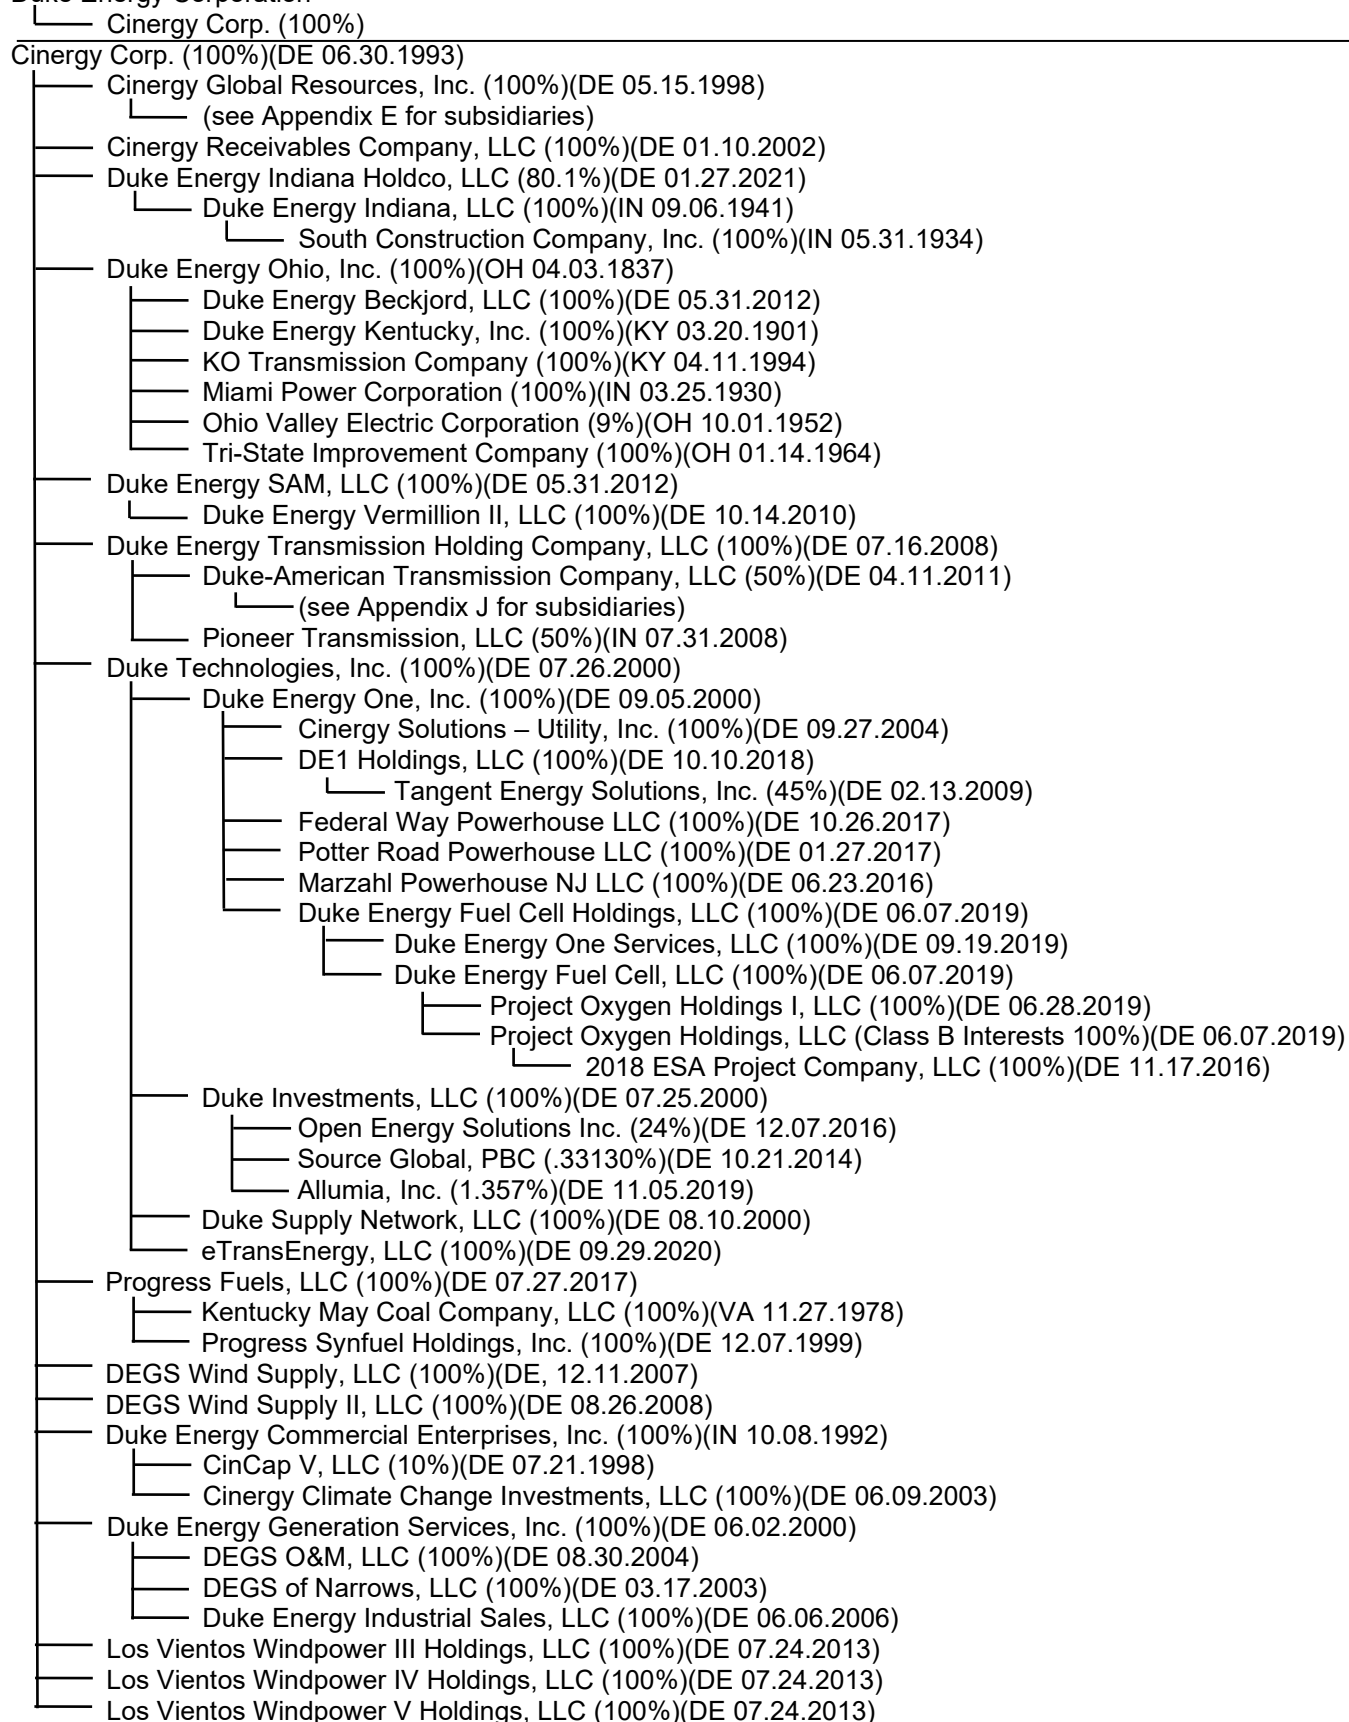 Duke Energy Corporation
Cinergy Corp. (100%)
Cinergy Corp. (100%)(DE 06.30.1993)
Cinergy Global Resources, Inc. (100%)(DE 05.15.1998)
(see Appendix E for subsidiaries)
Cinergy Receivables Company, LLC (100%)(DE 01.10.2002)
Duke Energy Indiana Holdco, LLC (80.1%)(DE 01.27.2021)
Duke Energy Indiana, LLC (100%)(IN 09.06.1941)
South Construction Company, Inc. (100%)(IN 05.31.1934)
Duke Energy Ohio, Inc. (100%)(OH 04.03.1837)
Duke Energy Beckjord, LLC (100%)(DE 05.31.2012)
Duke Energy Kentucky, Inc. (100%)(KY 03.20.1901)
KO Transmission Company (100%)(KY 04.11.1994)
Miami Power Corporation (100%)(IN 03.25.1930)
Ohio Valley Electric Corporation (9%)(OH 10.01.1952)
Tri-State Improvement Company (100%)(OH 01.14.1964)
Duke Energy SAM, LLC (100%)(DE 05.31.2012)
Duke Energy Vermillion II, LLC (100%)(DE 10.14.2010)
Duke Energy Transmission Holding Company, LLC (100%)(DE 07.16.2008)
Duke-American Transmission Company, LLC (50%)(DE 04.11.2011)
(see Appendix J for subsidiaries)
Pioneer Transmission, LLC (50%)(IN 07.31.2008)
Duke Technologies, Inc. (100%)(DE 07.26.2000)
Duke Energy One, Inc. (100%)(DE 09.05.2000)
Cinergy Solutions – Utility, Inc. (100%)(DE 09.27.2004)
DE1 Holdings, LLC (100%)(DE 10.10.2018)
Tangent Energy Solutions, Inc. (45%)(DE 02.13.2009)
Federal Way Powerhouse LLC (100%)(DE 10.26.2017)
Potter Road Powerhouse LLC (100%)(DE 01.27.2017)
Marzahl Powerhouse NJ LLC (100%)(DE 06.23.2016)
Duke Energy Fuel Cell Holdings, LLC (100%)(DE 06.07.2019)
Duke Energy One Services, LLC (100%)(DE 09.19.2019)
Duke Energy Fuel Cell, LLC (100%)(DE 06.07.2019)
Project Oxygen Holdings I, LLC (100%)(DE 06.28.2019)
Project Oxygen Holdings, LLC (Class B Interests 100%)(DE 06.07.2019)
2018 ESA Project Company, LLC (100%)(DE 11.17.2016)
Duke Investments, LLC (100%)(DE 07.25.2000)
Open Energy Solutions Inc. (24%)(DE 12.07.2016)
Source Global, PBC (.33130%)(DE 10.21.2014)
Allumia, Inc. (1.357%)(DE 11.05.2019)
Duke Supply Network, LLC (100%)(DE 08.10.2000)
eTransEnergy, LLC (100%)(DE 09.29.2020)
Progress Fuels, LLC (100%)(DE 07.27.2017)
Kentucky May Coal Company, LLC (100%)(VA 11.27.1978)
Progress Synfuel Holdings, Inc. (100%)(DE 12.07.1999)
DEGS Wind Supply, LLC (100%)(DE, 12.11.2007)
DEGS Wind Supply II, LLC (100%)(DE 08.26.2008)
Duke Energy Commercial Enterprises, Inc. (100%)(IN 10.08.1992)
CinCap V, LLC (10%)(DE 07.21.1998)
Cinergy Climate Change Investments, LLC (100%)(DE 06.09.2003)
Duke Energy Generation Services, Inc. (100%)(DE 06.02.2000)
DEGS O&M, LLC (100%)(DE 08.30.2004)
DEGS of Narrows, LLC (100%)(DE 03.17.2003)
Duke Energy Industrial Sales, LLC (100%)(DE 06.06.2006)
Los Vientos Windpower III Holdings, LLC (100%)(DE 07.24.2013)
Los Vientos Windpower IV Holdings, LLC (100%)(DE 07.24.2013)
Los Vientos Windpower V Holdings, LLC (100%)(DE 07.24.2013)